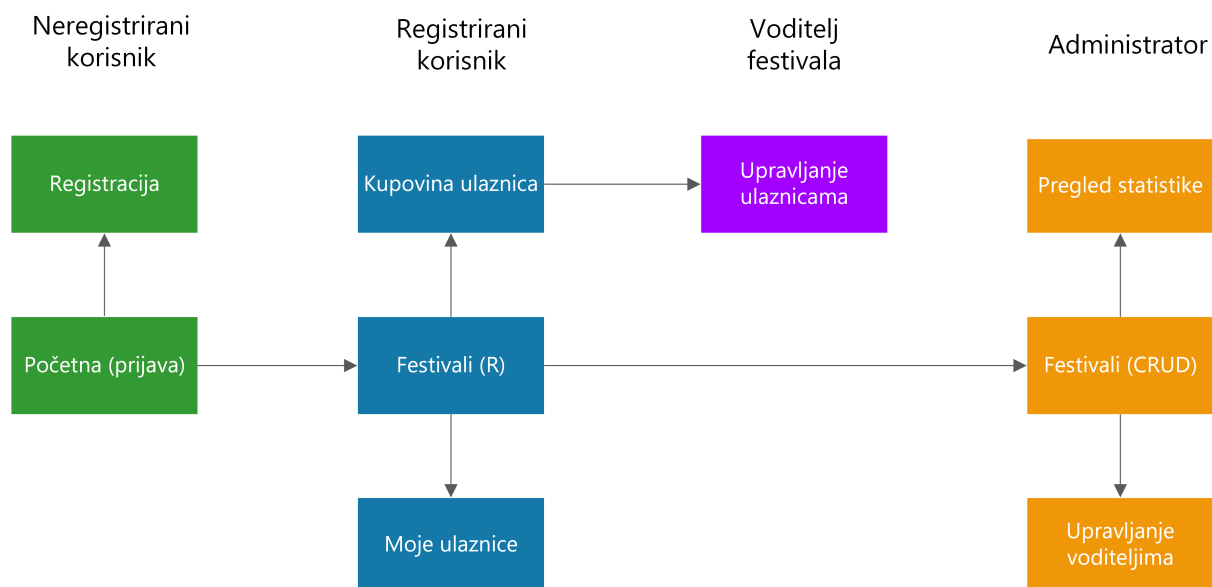 Neregistrirani
korisnik
Registrirani
korisnik
Voditelj
festivala
Administrator
Registracija
Kupovina ulaznica
Upravljanje
ulaznicama
Pregled statistike
Početna (prijava)
Festivali (R)
Festivali (CRUD)
Moje ulaznice
Upravljanje
voditeljima